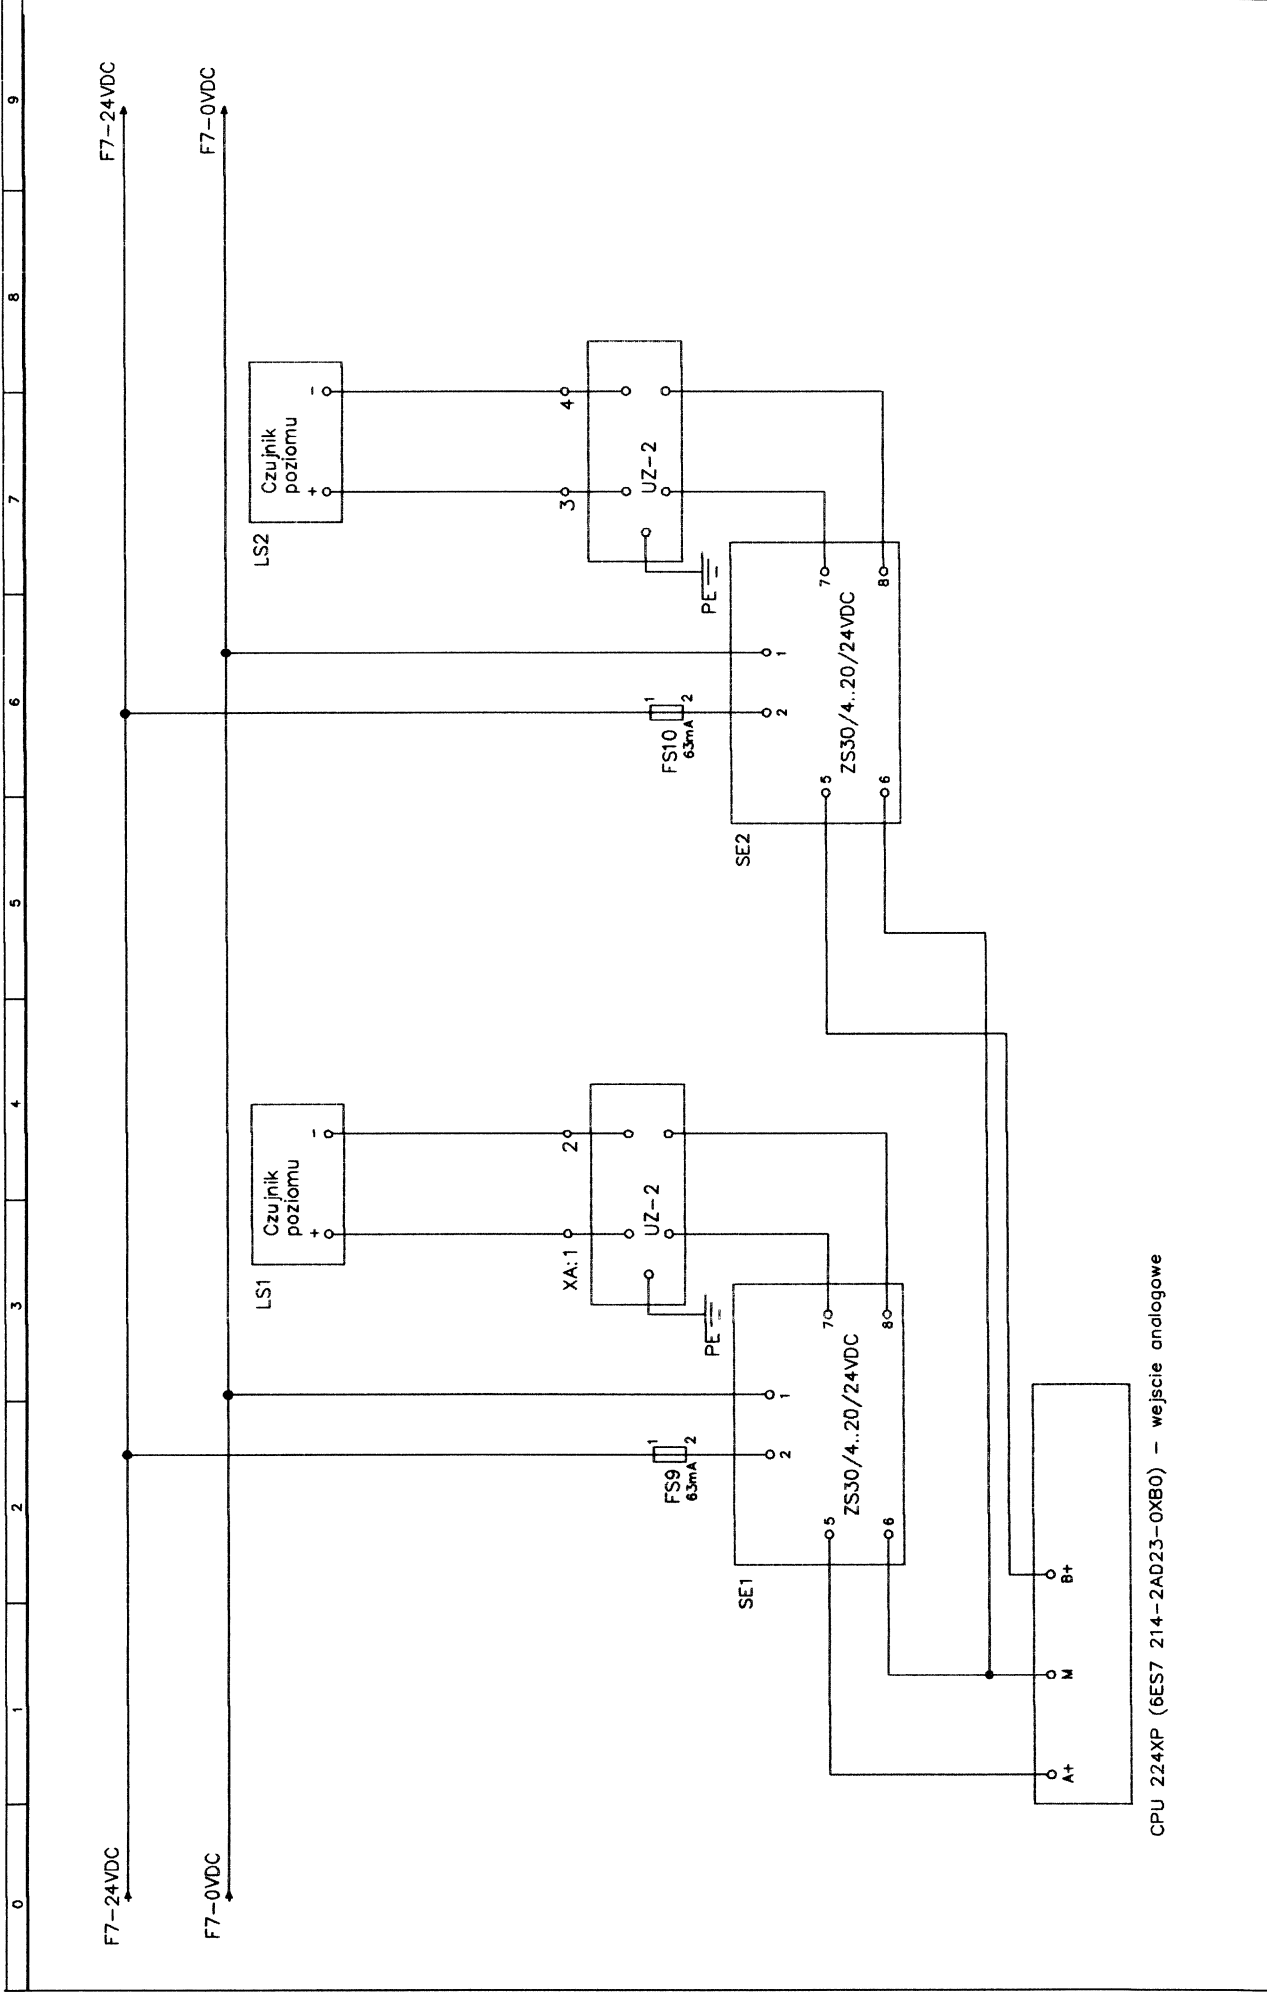 0 1 2 3 4 5 6 7 8 9
F7-24VDC
F7-24VDC
F7-0VDC
F7-0VDC
LS1
Czujnik
poziomu
+ -
LS2
Czujnik
poziomu
+ -
XA:1
2
3
4
UZ-2
UZ-2
PE
PE
FS9
63mA
1
2
FS10
63mA
1
2
SE1
2
1
7
8
5
6
ZS30/4..20/24VDC
SE2
2
1
7
8
5
6
ZS30/4..20/24VDC
A+
M
B+
CPU 224XP (6ES7 214-2AD23-0XB0) - wejscie analogowe